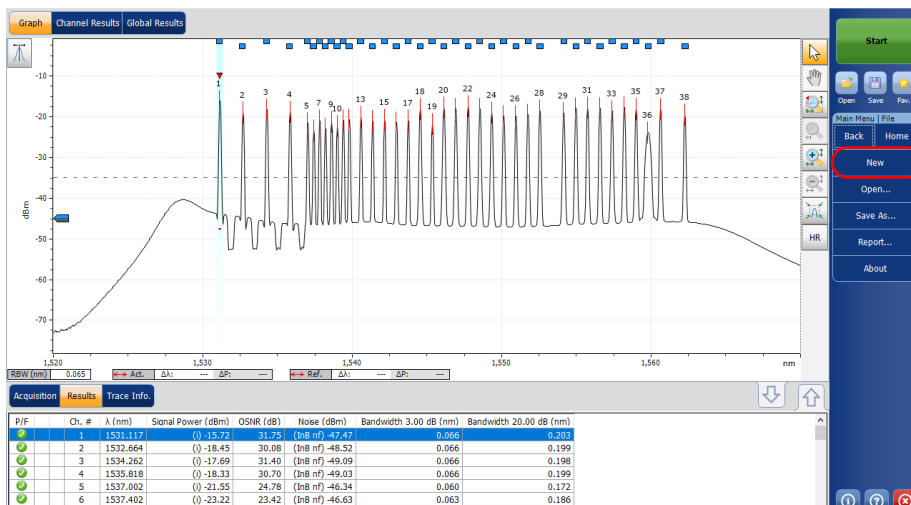 Graph Channel Results Global Results
Start
Open Save Fav.
Main Menu | File
Back Home
New
Open...
Save As...
Report...
About
1:1
HR
-10
-20
-30
-40
-50
-60
-70
dBm
1 2 3 4 5 7 9 10 13 15 17 18 19 20 22 24 26 28 29 31 33 35 36 37 38
1,520 1,530 1,540 1,550 1,560 nm
RBW (nm) 0.065 Act. Δλ: --- ΔP: --- Ref. Δλ: --- ΔP: ---
Acquisition Results Trace Info.
P/F Ch. # λ (nm) Signal Power (dBm) OSNR (dB) Noise (dBm) Bandwidth 3.00 dB (nm) Bandwidth 20.00 dB (nm)
1 1531.117 (i) -15.72 31.75 (InB nf) -47.47 0.066 0.203
2 1532.664 (i) -18.45 30.08 (InB nf) -48.52 0.066 0.199
3 1534.262 (i) -17.69 31.40 (InB nf) -49.09 0.066 0.198
4 1535.818 (i) -18.33 30.70 (InB nf) -49.03 0.066 0.199
5 1537.002 (i) -21.55 24.78 (InB nf) -46.34 0.060 0.172
6 1537.402 (i) -23.22 23.42 (InB nf) -46.63 0.063 0.186